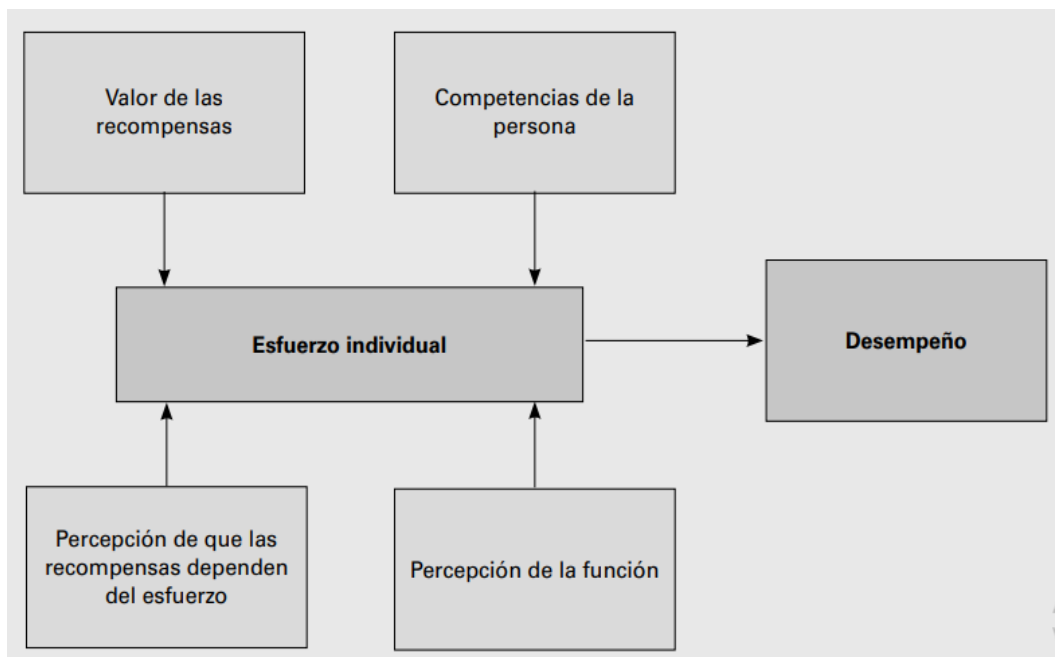 Valor de las
recompensas
Competencias de la
persona
Esfuerzo individual
Desempeño
Percepción de que las
recompensas dependen
del esfuerzo
Percepción de la función